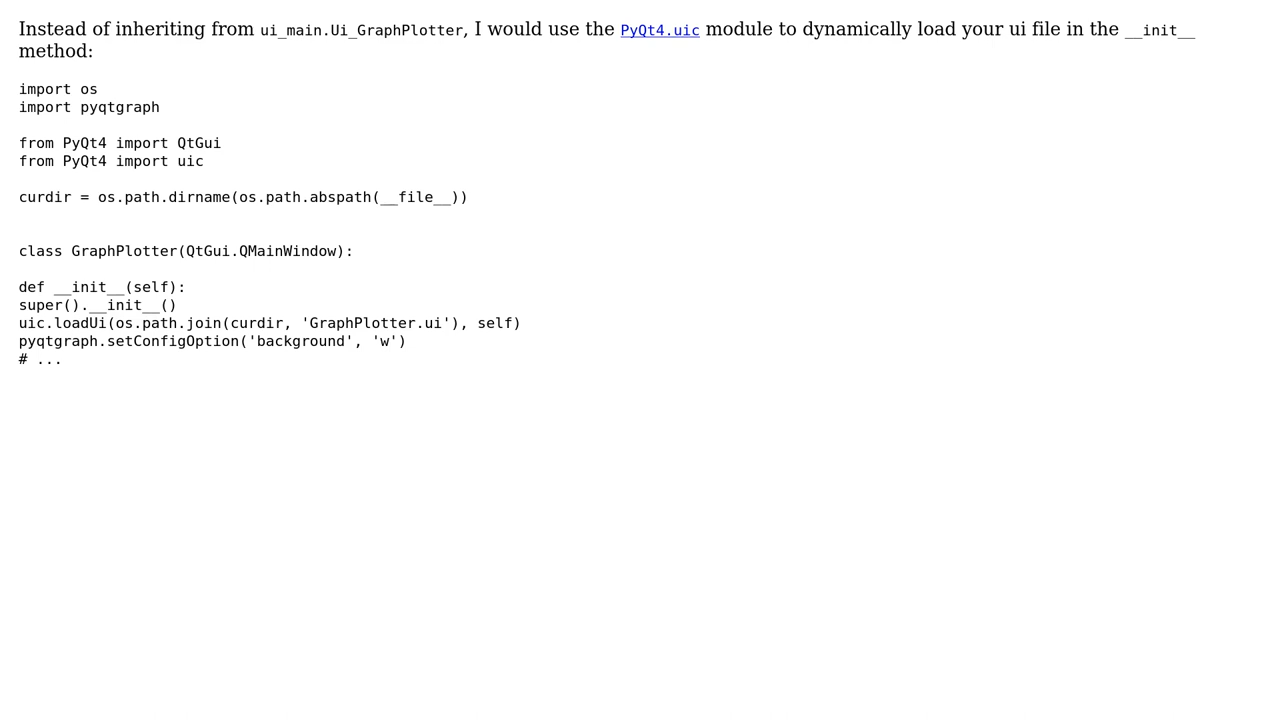 Instead of inheriting from ui_main.Ui_GraphPlotter, I would use the PyQt4.uic module to dynamically load your ui file in the __init__
method:
import os
import pyqtgraph
from PyQt4 import QtGui
from PyQt4 import uic
curdir = os.path.dirname(os.path.abspath(__file__))
class GraphPlotter(QtGui.QMainWindow):
def __init__(self):
super().__init__()
uic.loadUi(os.path.join(curdir, 'GraphPlotter.ui'), self)
pyqtgraph.setConfigOption('background', 'w')
# ...